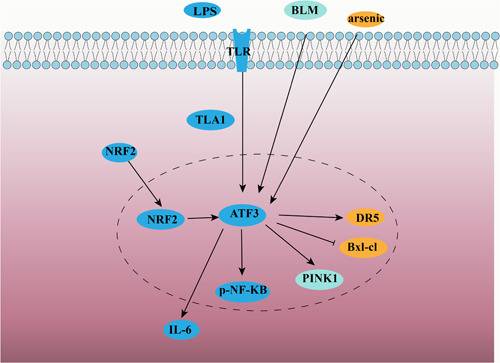 LPS
BLM
arsenic
TLR
TLA1
NRF2
NRF2
ATF3
DR5
Bxl-cl
PINK1
p-NF-KB
IL-6